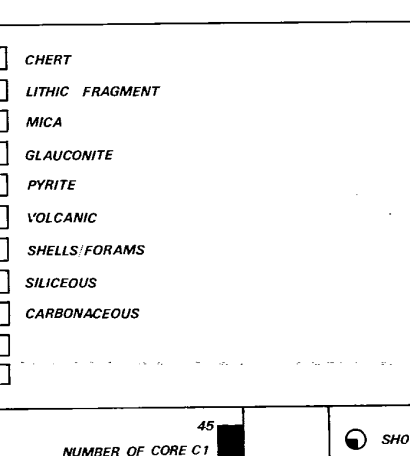 CHERT
LITHIC FRAGMENT
MICA
GLAUCONITE
PYRITE
VOLCANIC
SHELLS/FORAMS
SILICEOUS
CARBONACEOUS
45
NUMBER OF CORE C1
SHO